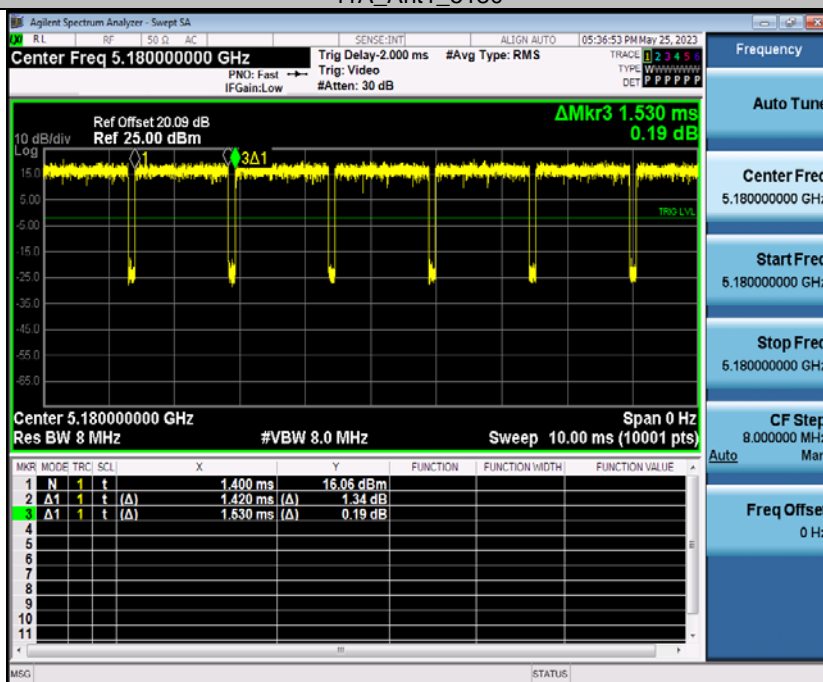 Agilent Spectrum Analyzer - Swept SA
RL RF 50 Ω AC SENSE:INT ALIGN AUTO 05:36:53 PM May 25, 2023
Center Freq 5.180000000 GHz
PNO: Fast
IFGain:Low
Trig Delay-2.000 ms
Trig: Video
#Atten: 30 dB
#Avg Type: RMS
TRACE 1 2 3 4 5 6
TYPE WWWWWW
DET P P P P P P
Ref Offset 20.09 dB
Ref 25.00 dBm
10 dB/div
Log
ΔMkr3 1.530 ms
0.19 dB
1
3Δ1
15.0
5.00
TRIG LVL
-5.00
-15.0
-25.0
-35.0
-45.0
-55.0
-65.0
Center 5.180000000 GHz Span 0 Hz
Res BW 8 MHz #VBW 8.0 MHz Sweep 10.00 ms (10001 pts)
MKR MODE TRC SCL X Y FUNCTION FUNCTION WIDTH FUNCTION VALUE
1 N 1 t 1.400 ms 16.06 dBm
2 Δ1 1 t (Δ) 1.420 ms (Δ) 1.34 dB
3 Δ1 1 t (Δ) 1.530 ms (Δ) 0.19 dB
4
5
6
7
8
9
10
11
MSG STATUS
Frequency
Auto Tune
Center Freq
5.180000000 GHz
Start Freq
5.180000000 GHz
Stop Freq
5.180000000 GHz
CF Step
8.000000 MHz
Auto Man
Freq Offset
0 Hz